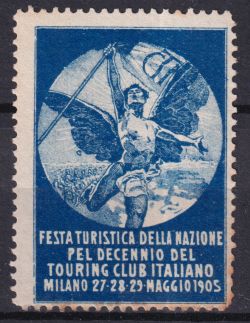 FESTA TURISTICA DELLA NAZIONE
PEL DECENNIO DEL
TOURING CLUB ITALIANO
MILANO 27-28-29-MAGGIO 1905